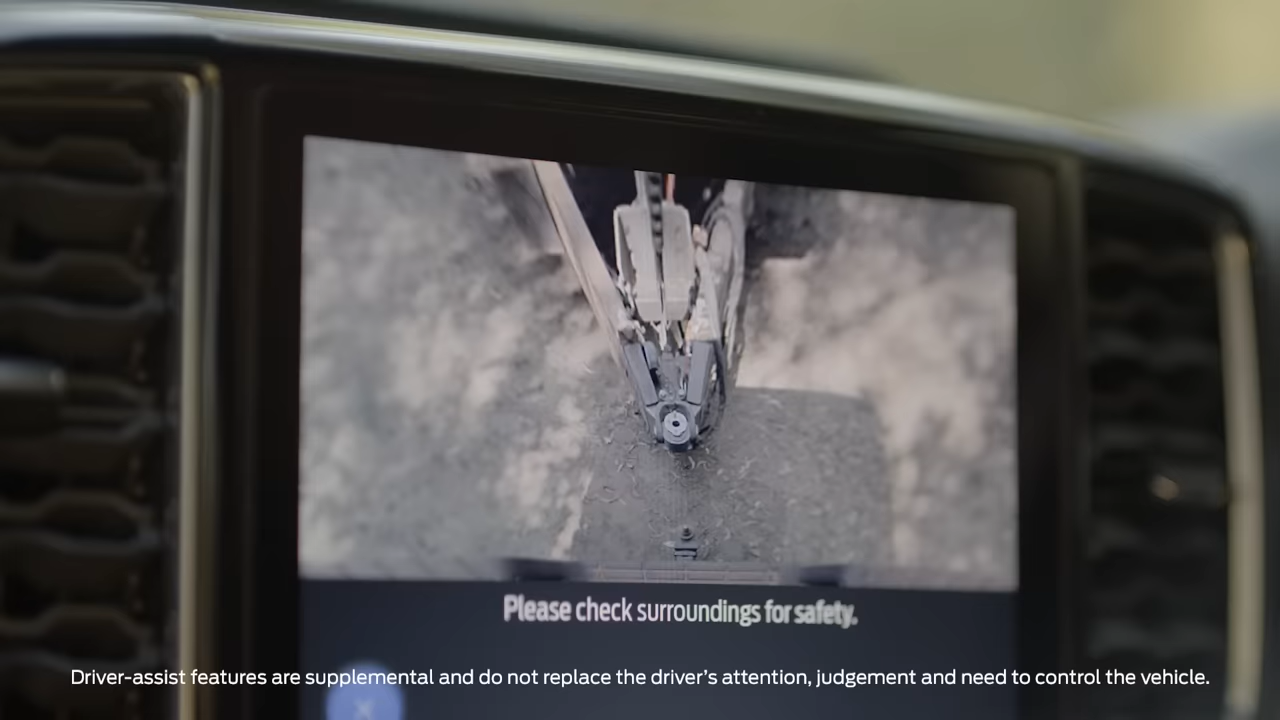 Please check surroundings for safety.
Driver-assist features are supplemental and do not replace the driver's attention, judgement and need to control the vehicle.